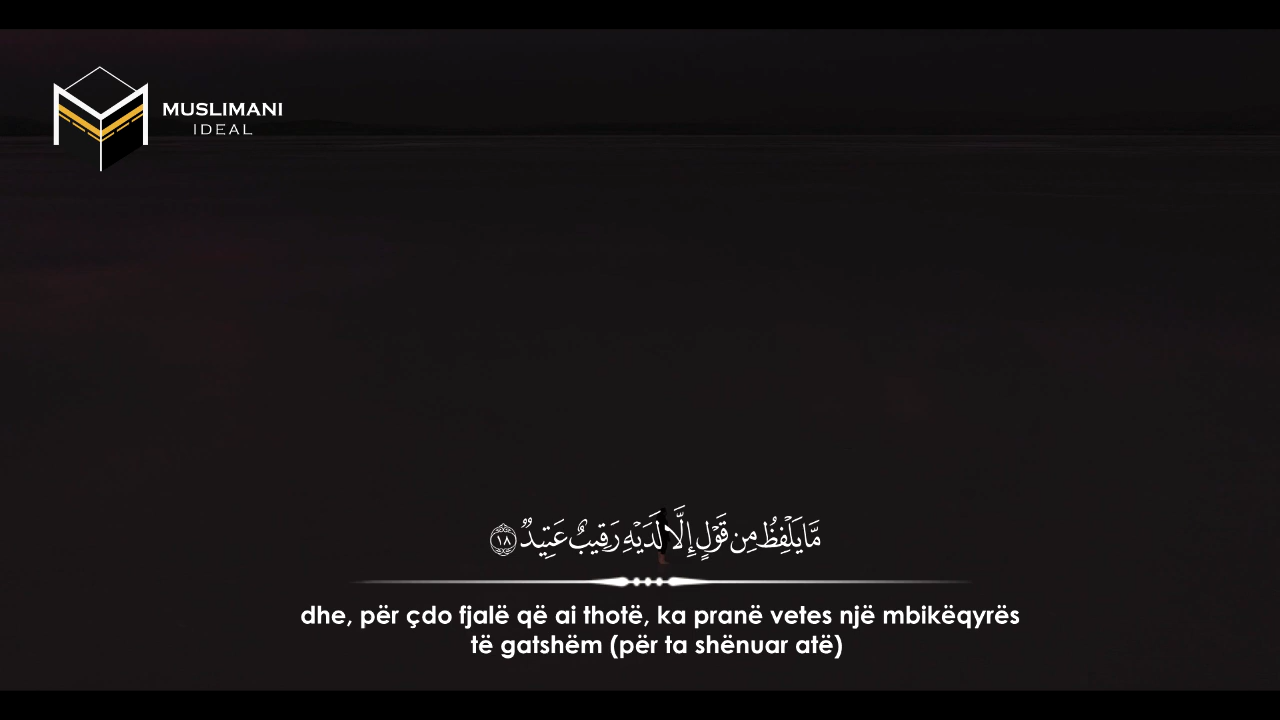 MUSLIMANI
IDEAL
مَّا يَلْفِظُ مِن قَوْلٍ إِلَّا لَدَيْهِ رَقِيبٌ عَتِيدٌ ١٨
dhe, për çdo fjalë që ai thotë, ka pranë vetes një mbikëqyrës
të gatshëm (për ta shënuar atë)